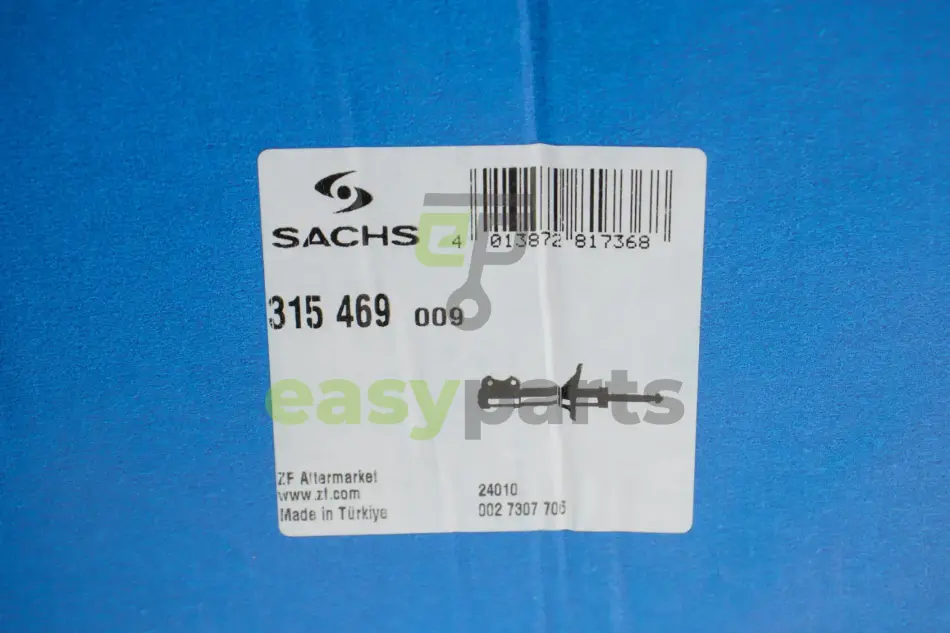 SACHS
4 013872 817368
315 469 009
easyparts
ZF Aftermarket
www.zf.com
Made in Türkiye
24010
002 7307 706